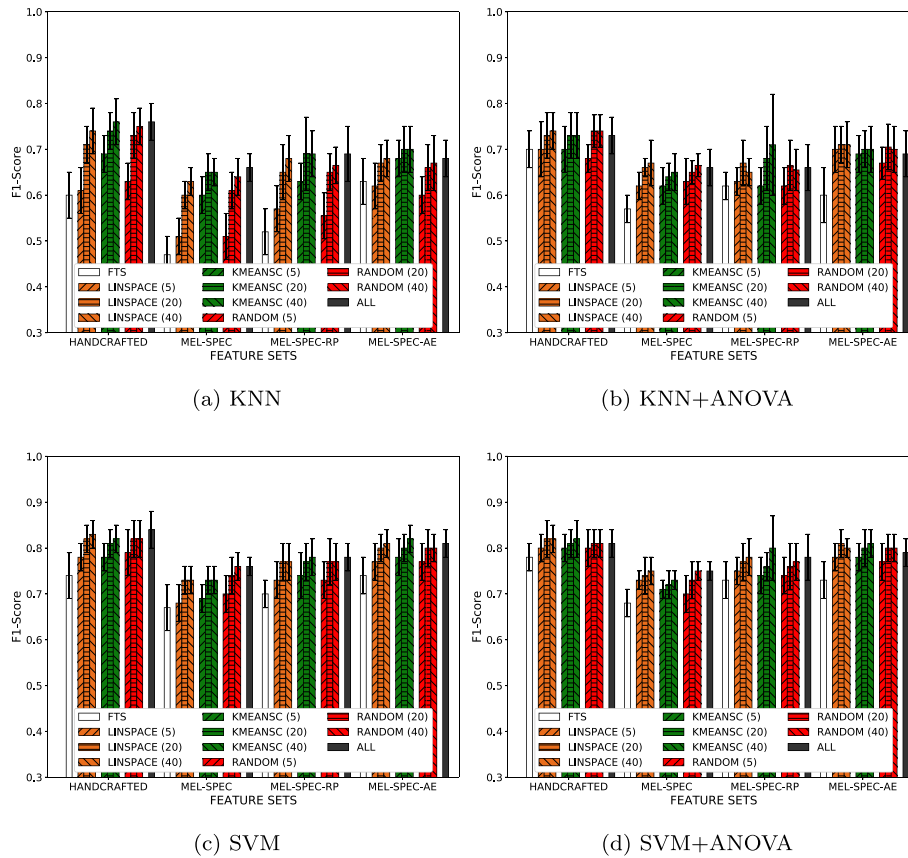 1.0
0.9
0.8
0.7
0.6
0.5
0.4
0.3
F1-Score
FTS
LINSPACE (5)
LINSPACE (20)
LINSPACE (40)
KMEANSC (5)
KMEANSC (20)
KMEANSC (40)
RANDOM (5)
RANDOM (20)
RANDOM (40)
ALL
HANDCRAFTED MEL-SPEC MEL-SPEC-RP MEL-SPEC-AE
FEATURE SETS
(a) KNN
1.0
0.9
0.8
0.7
0.6
0.5
0.4
0.3
F1-Score
FTS
LINSPACE (5)
LINSPACE (20)
LINSPACE (40)
KMEANSC (5)
KMEANSC (20)
KMEANSC (40)
RANDOM (5)
RANDOM (20)
RANDOM (40)
ALL
HANDCRAFTED MEL-SPEC MEL-SPEC-RP MEL-SPEC-AE
FEATURE SETS
(b) KNN+ANOVA
1.0
0.9
0.8
0.7
0.6
0.5
0.4
0.3
F1-Score
FTS
LINSPACE (5)
LINSPACE (20)
LINSPACE (40)
KMEANSC (5)
KMEANSC (20)
KMEANSC (40)
RANDOM (5)
RANDOM (20)
RANDOM (40)
ALL
HANDCRAFTED MEL-SPEC MEL-SPEC-RP MEL-SPEC-AE
FEATURE SETS
(c) SVM
1.0
0.9
0.8
0.7
0.6
0.5
0.4
0.3
F1-Score
FTS
LINSPACE (5)
LINSPACE (20)
LINSPACE (40)
KMEANSC (5)
KMEANSC (20)
KMEANSC (40)
RANDOM (5)
RANDOM (20)
RANDOM (40)
ALL
HANDCRAFTED MEL-SPEC MEL-SPEC-RP MEL-SPEC-AE
FEATURE SETS
(d) SVM+ANOVA